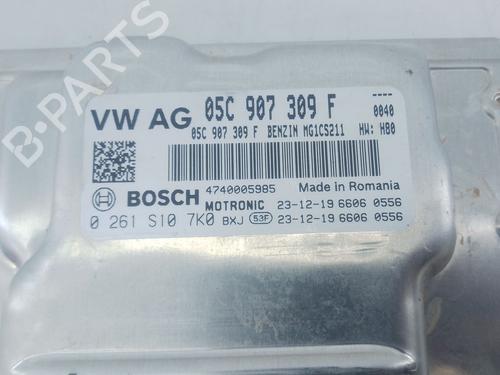 VW AG 05C 907 309 F ----
0040
05C 907 309 F BENZIN MG1CS211 HW: H80
BOSCH 4740005985 Made in Romania
MOTRONIC 23-12-19 6606 0556
0 261 S10 7K0 BXJ 53F 23-12-19 6606 0556
B-PARTS